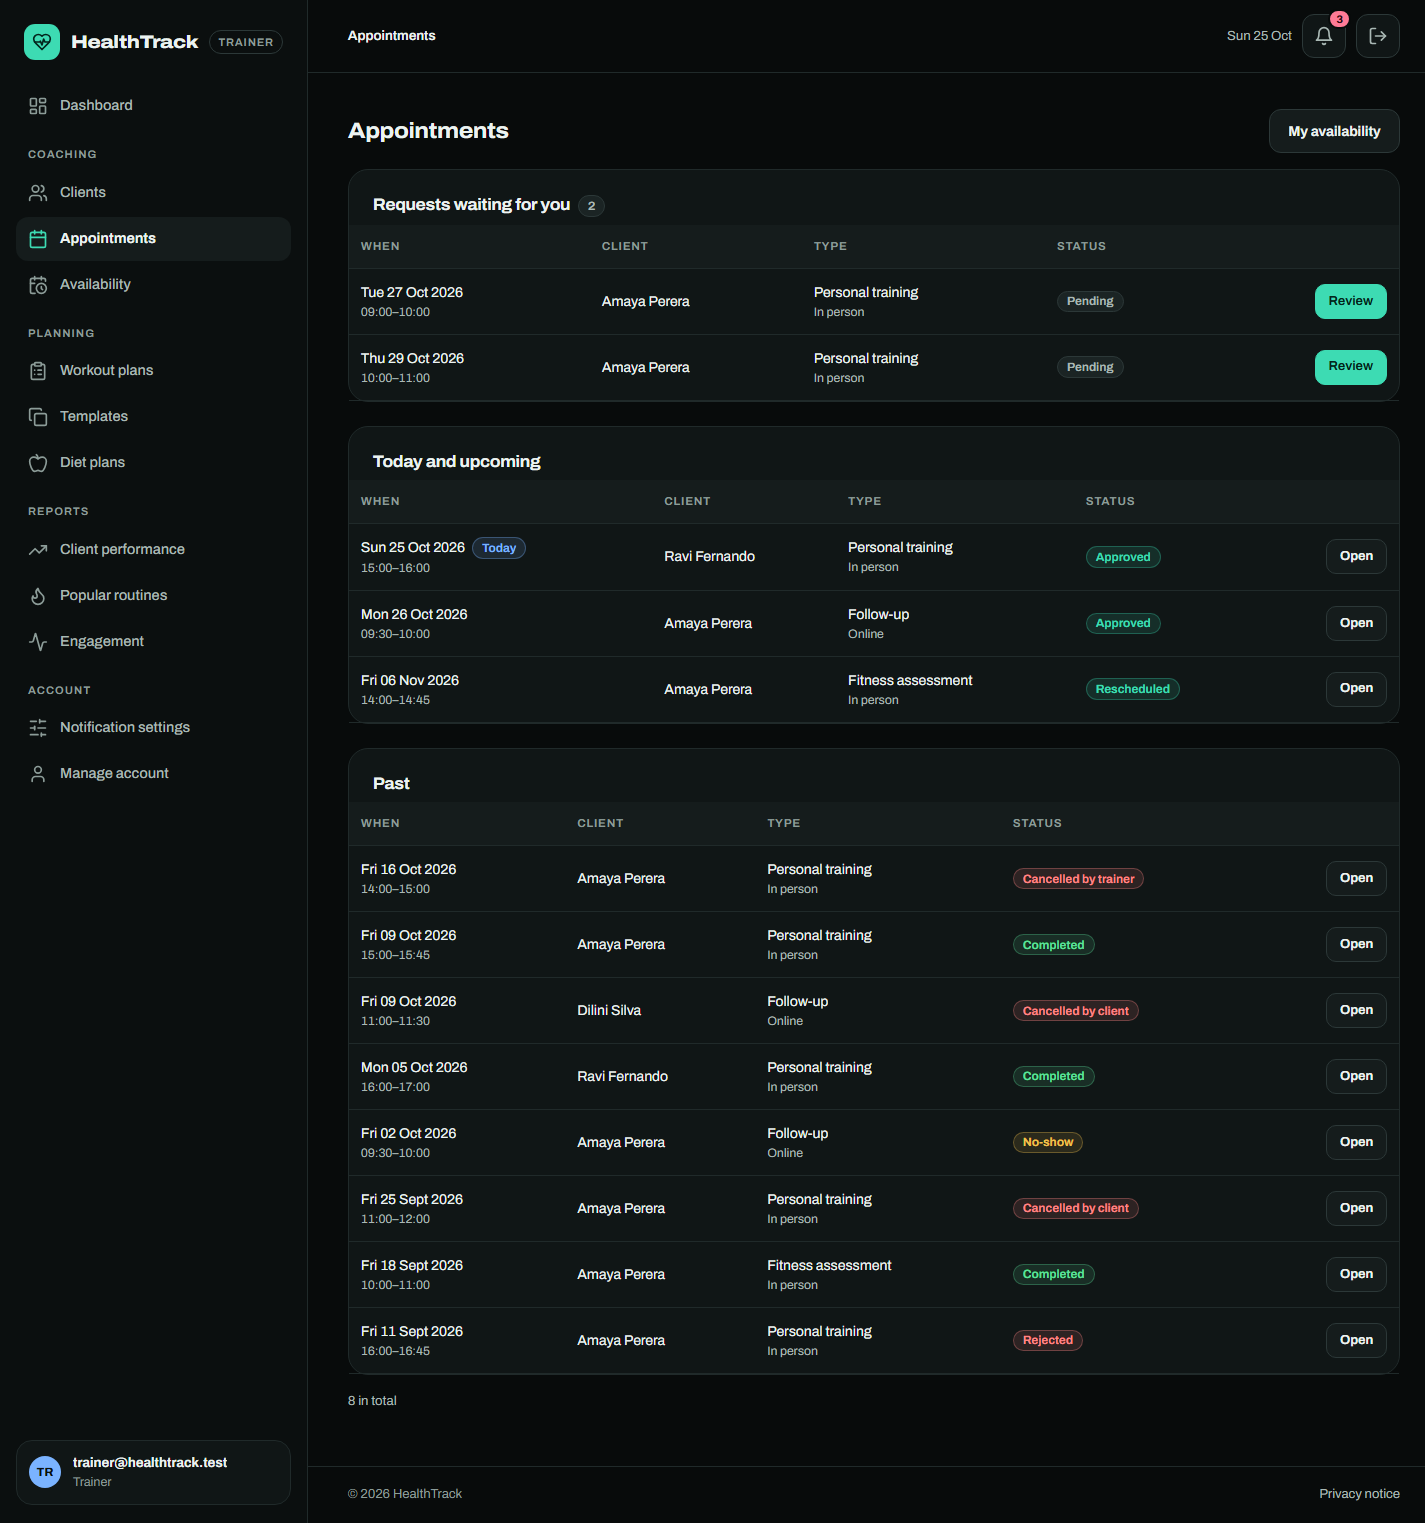 HealthTrack TRAINER
Dashboard
COACHING
Clients
Appointments
Availability
PLANNING
Workout plans
Templates
Diet plans
REPORTS
Client performance
Popular routines
Engagement
ACCOUNT
Notification settings
Manage account
TR
trainer@healthtrack.test
Trainer
Appointments
Sun 25 Oct
3
Appointments
My availability
Requests waiting for you 2
WHEN CLIENT TYPE STATUS
Tue 27 Oct 2026
09:00–10:00
Amaya Perera
Personal training
In person
Pending
Review
Thu 29 Oct 2026
10:00–11:00
Amaya Perera
Personal training
In person
Pending
Review
Today and upcoming
WHEN CLIENT TYPE STATUS
Sun 25 Oct 2026 Today
15:00–16:00
Ravi Fernando
Personal training
In person
Approved
Open
Mon 26 Oct 2026
09:30–10:00
Amaya Perera
Follow-up
Online
Approved
Open
Fri 06 Nov 2026
14:00–14:45
Amaya Perera
Fitness assessment
In person
Rescheduled
Open
Past
WHEN CLIENT TYPE STATUS
Fri 16 Oct 2026
14:00–15:00
Amaya Perera
Personal training
In person
Cancelled by trainer
Open
Fri 09 Oct 2026
15:00–15:45
Amaya Perera
Personal training
In person
Completed
Open
Fri 09 Oct 2026
11:00–11:30
Dilini Silva
Follow-up
Online
Cancelled by client
Open
Mon 05 Oct 2026
16:00–17:00
Ravi Fernando
Personal training
In person
Completed
Open
Fri 02 Oct 2026
09:30–10:00
Amaya Perera
Follow-up
Online
No-show
Open
Fri 25 Sept 2026
11:00–12:00
Amaya Perera
Personal training
In person
Cancelled by client
Open
Fri 18 Sept 2026
10:00–11:00
Amaya Perera
Fitness assessment
In person
Completed
Open
Fri 11 Sept 2026
16:00–16:45
Amaya Perera
Personal training
In person
Rejected
Open
8 in total
© 2026 HealthTrack
Privacy notice